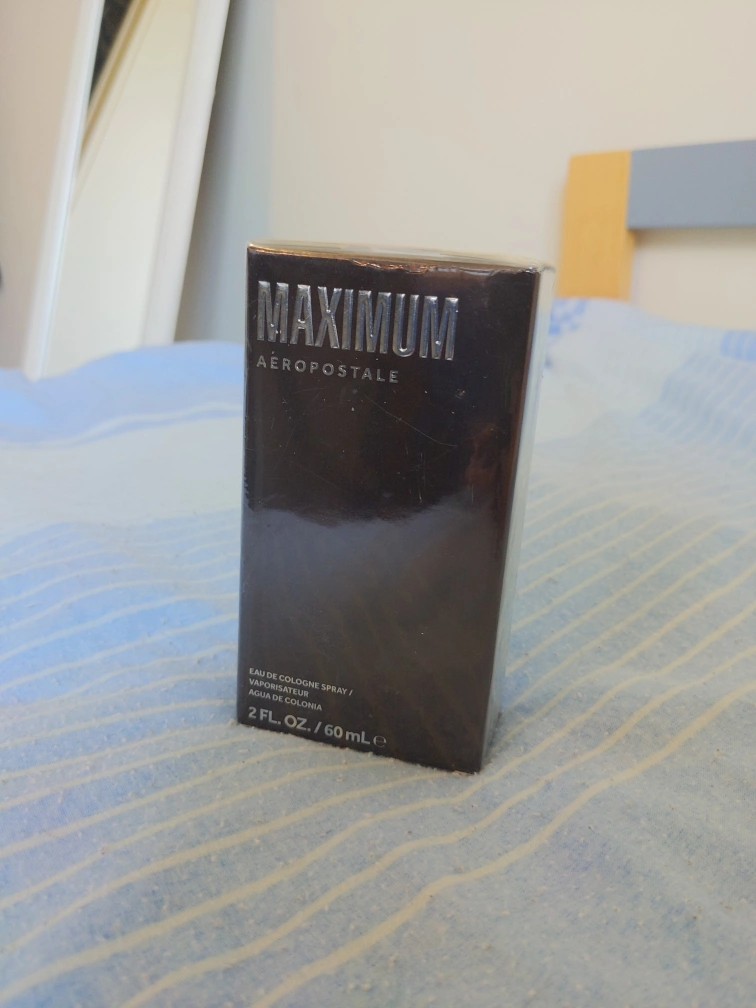 MAXIMUM
AÉROPOSTALE
EAU DE COLOGNE SPRAY /
VAPORISATEUR
AGUA DE COLONIA
2 FL. OZ. / 60 mL ℮